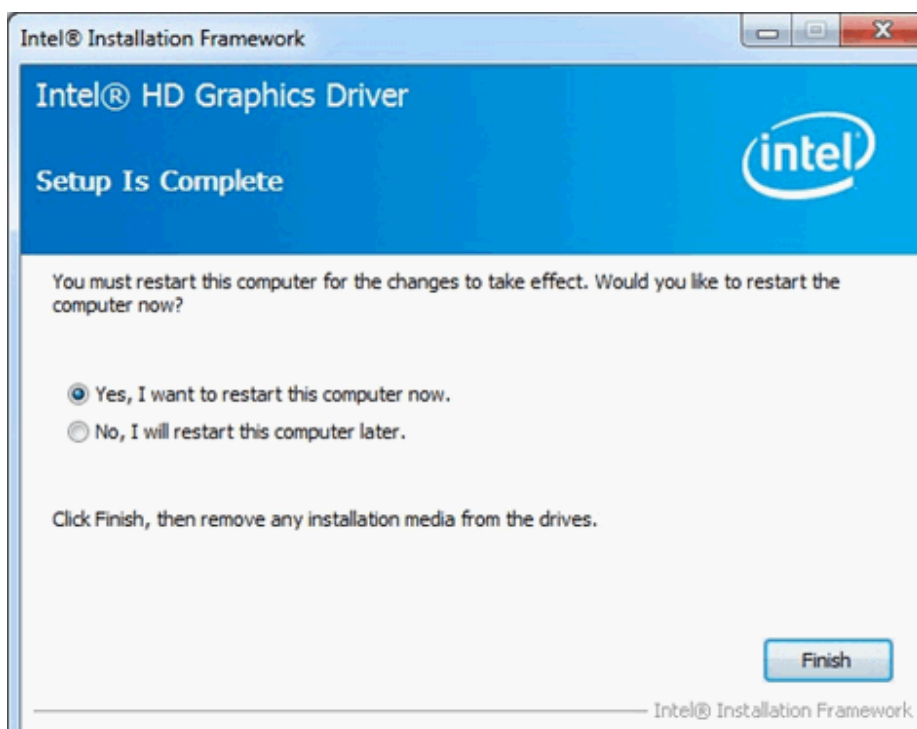 Intel® Installation Framework
Intel® HD Graphics Driver
intel
Setup Is Complete
You must restart this computer for the changes to take effect. Would you like to restart the
computer now?
Yes, I want to restart this computer now.
No, I will restart this computer later.
Click Finish, then remove any installation media from the drives.
Finish
Intel® Installation Framework